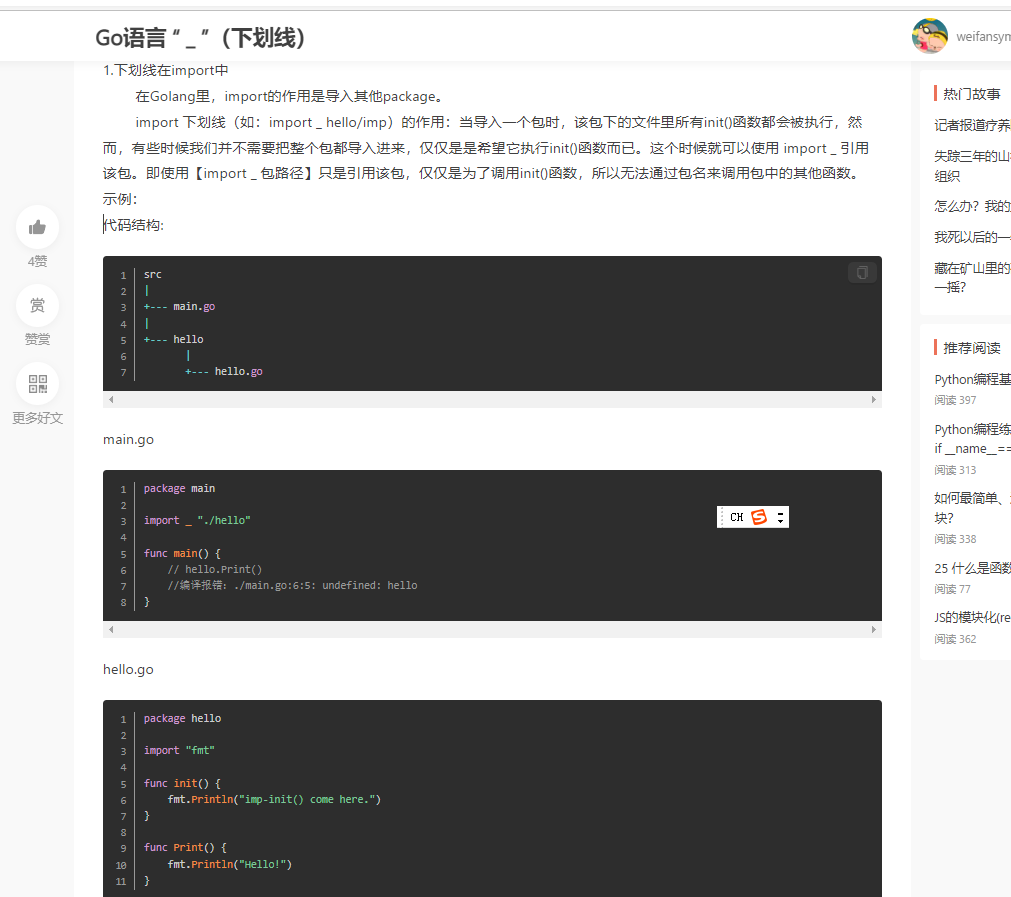 Go语言 “ _ ”（下划线）
weifansym
1.下划线在import中
在Golang里，import的作用是导入其他package。
import 下划线（如：import _ hello/imp）的作用：当导入一个包时，该包下的文件里所有init()函数都会被执行，然
而，有些时候我们并不需要把整个包都导入进来，仅仅是是希望它执行init()函数而已。这个时候就可以使用 import _ 引用
该包。即使用【import _ 包路径】只是引用该包，仅仅是为了调用init()函数，所以无法通过包名来调用包中的其他函数。
示例：
代码结构:
1 src
2 |
3 +--- main.go
4 |
5 +--- hello
6 |
7 +--- hello.go
main.go
1 package main
2
3 import _ "./hello"
4
5 func main() {
6 // hello.Print()
7 //编译报错：./main.go:6:5: undefined: hello
8 }
CH
hello.go
1 package hello
2
3 import "fmt"
4
5 func init() {
6 fmt.Println("imp-init() come here.")
7 }
8
9 func Print() {
10 fmt.Println("Hello!")
11 }
4赞
赏
赞赏
更多好文
热门故事
记者报道疗养
失踪三年的山
组织
怎么办？我的
我死以后的一
藏在矿山里的
一摇？
推荐阅读
Python编程基
阅读 397
Python编程练
if __name__==
阅读 313
如何最简单、
块？
阅读 338
25 什么是函数
阅读 77
JS的模块化(re
阅读 362